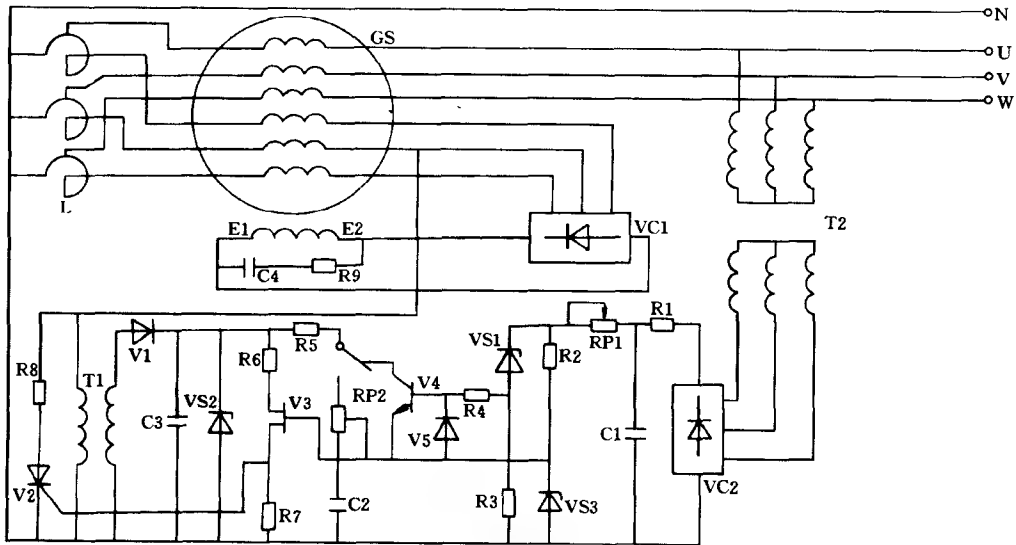 N
GS
U
V
W
L
E1
E2
VC1
C4
R9
T2
R1
VS1
RP1
R2
V1
R5
R8
T1
R6
RP2
V4
VS2
V3
R4
C3
V5
C1
V2
R7
C2
R3
VS3
VC2